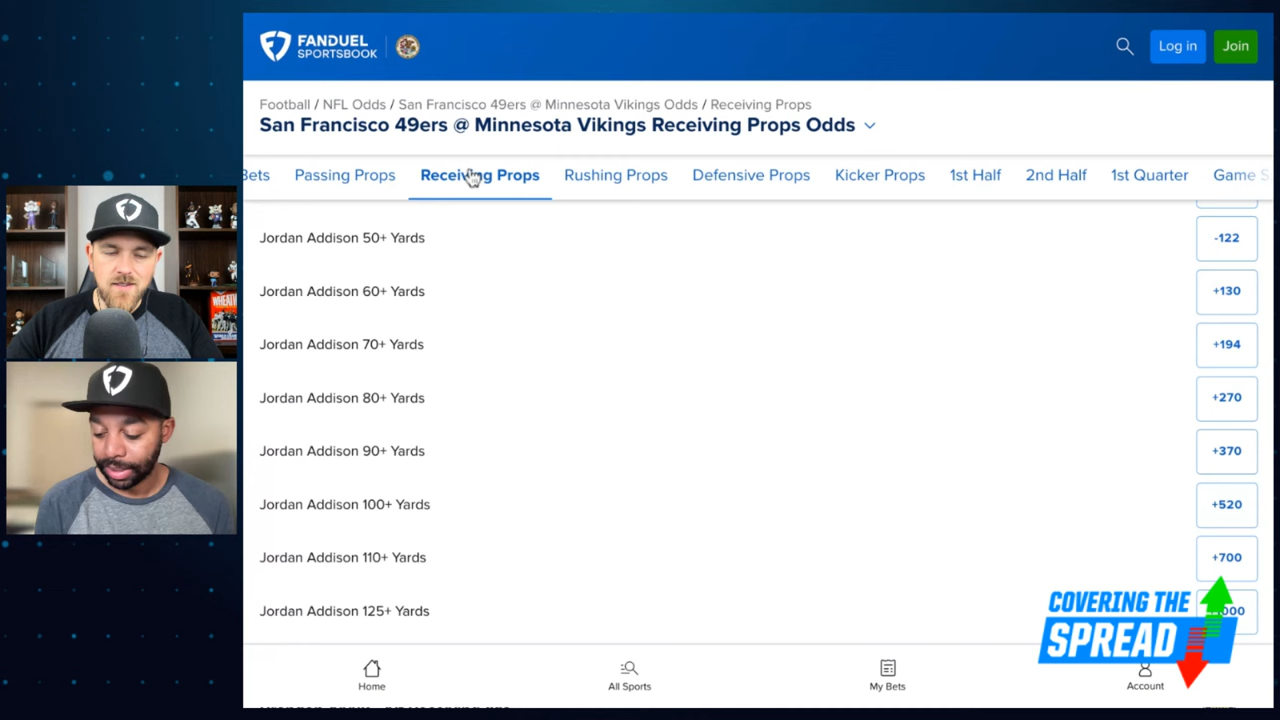 FANDUEL
SPORTSBOOK
Log in
Join
Football / NFL Odds / San Francisco 49ers @ Minnesota Vikings Odds / Receiving Props
San Francisco 49ers @ Minnesota Vikings Receiving Props Odds
Bets Passing Props Receiving Props Rushing Props Defensive Props Kicker Props 1st Half 2nd Half 1st Quarter Game S
Jordan Addison 50+ Yards -122
Jordan Addison 60+ Yards +130
Jordan Addison 70+ Yards +194
Jordan Addison 80+ Yards +270
Jordan Addison 90+ Yards +370
Jordan Addison 100+ Yards +520
Jordan Addison 110+ Yards +700
Jordan Addison 125+ Yards
COVERING THE
SPREAD
Home All Sports My Bets Account